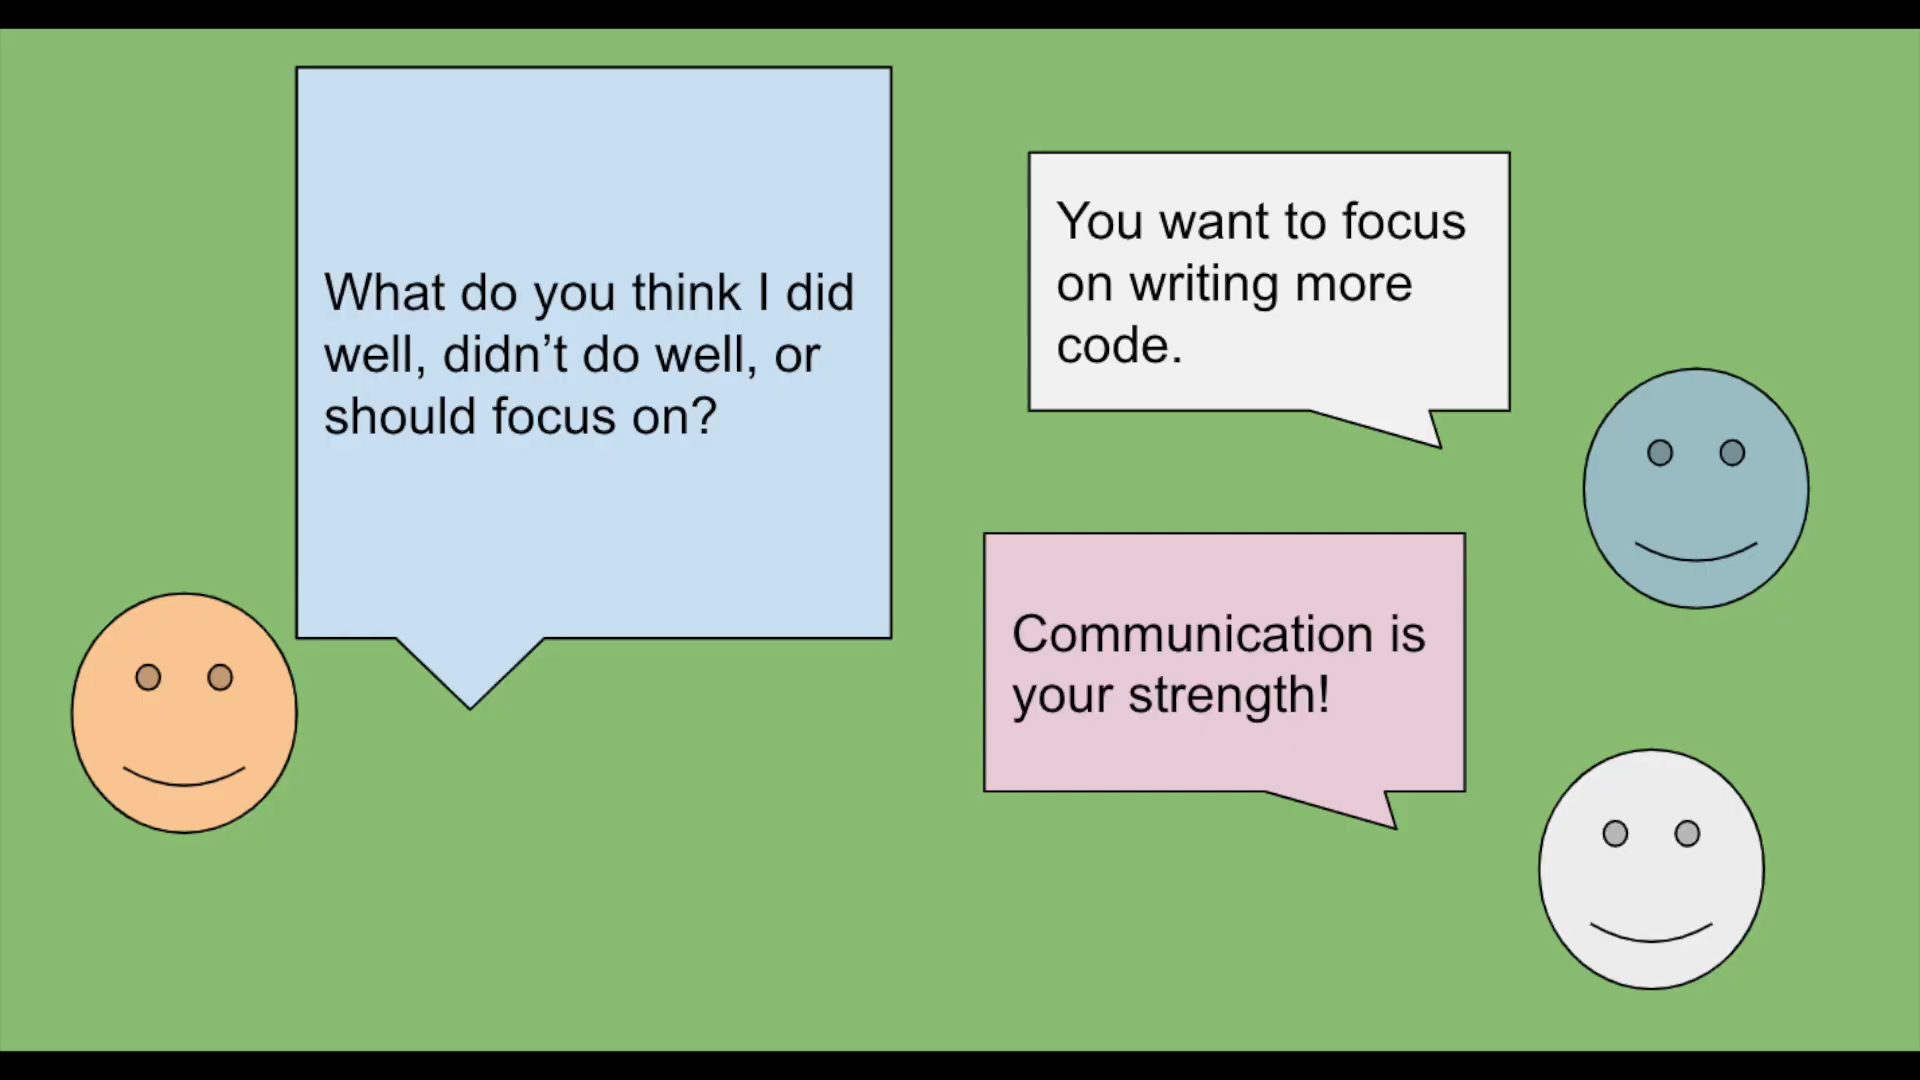 What do you think I did
well, didn’t do well, or
should focus on?
You want to focus
on writing more
code.
Communication is
your strength!